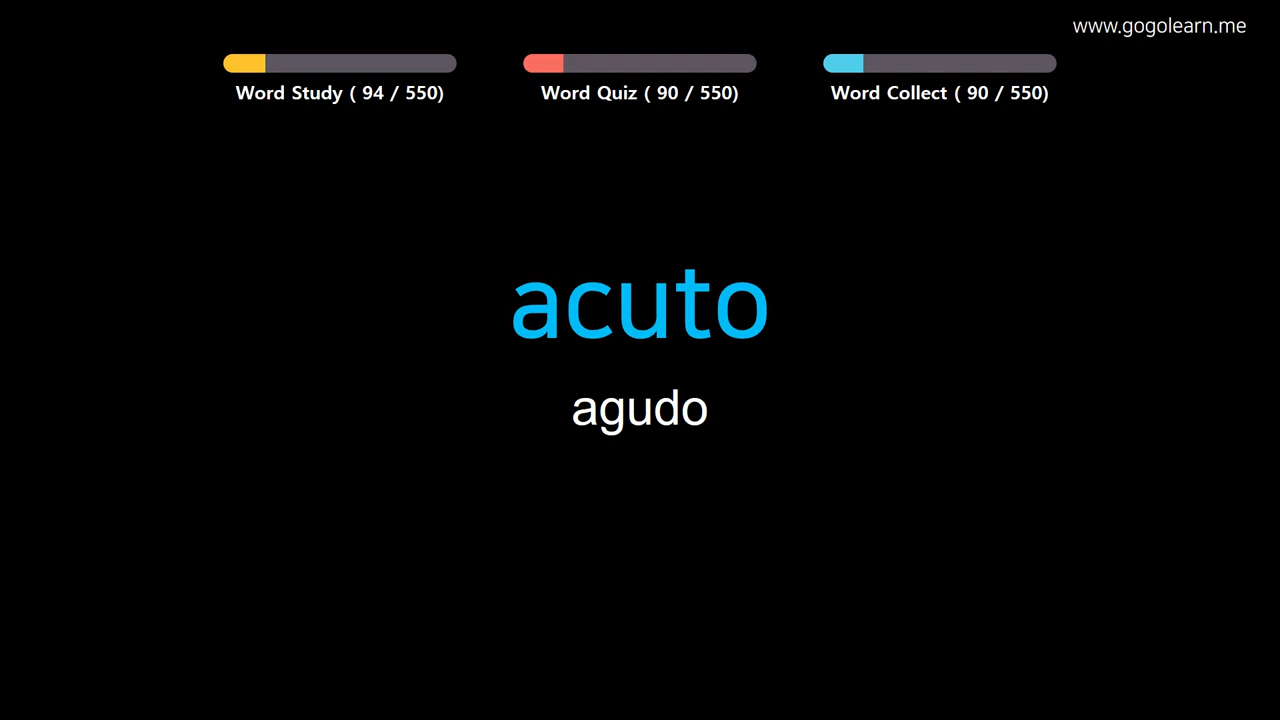 www.gogolearn.me
Word Study ( 94 / 550)
Word Quiz ( 90 / 550)
Word Collect ( 90 / 550)
acuto
agudo